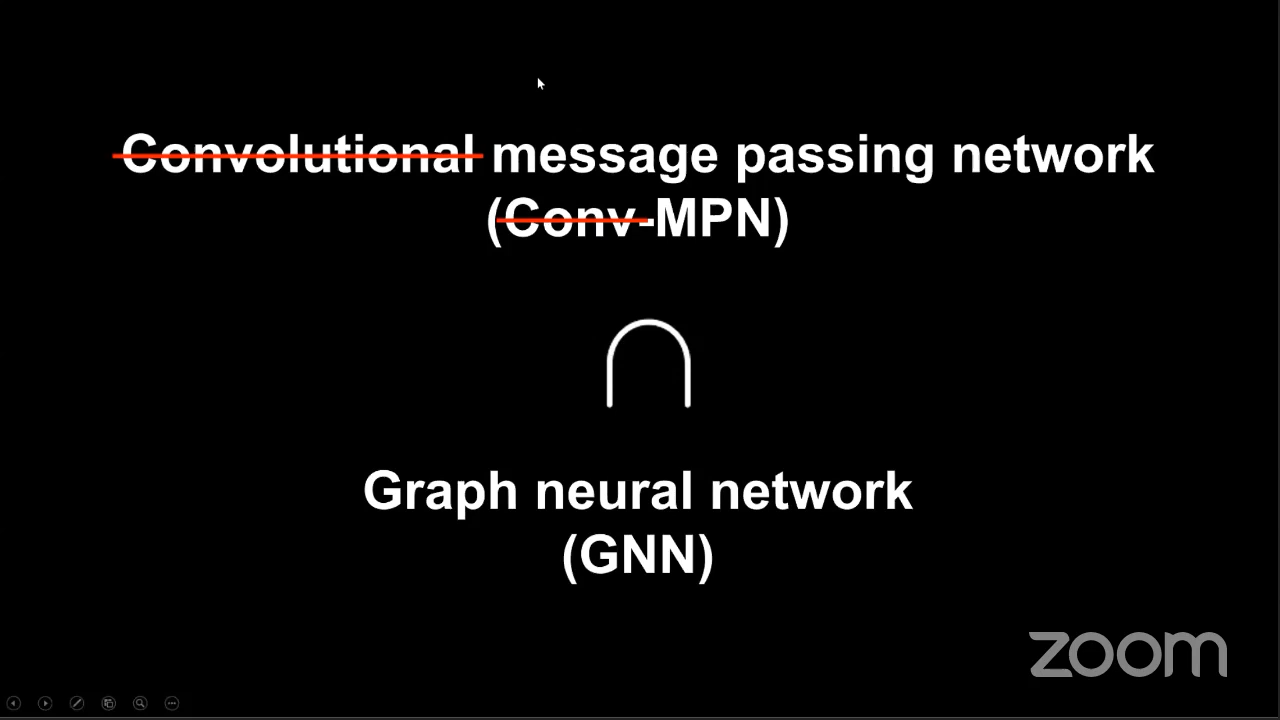 Convolutional message passing network
(Conv-MPN)
∩
Graph neural network
(GNN)
zoom